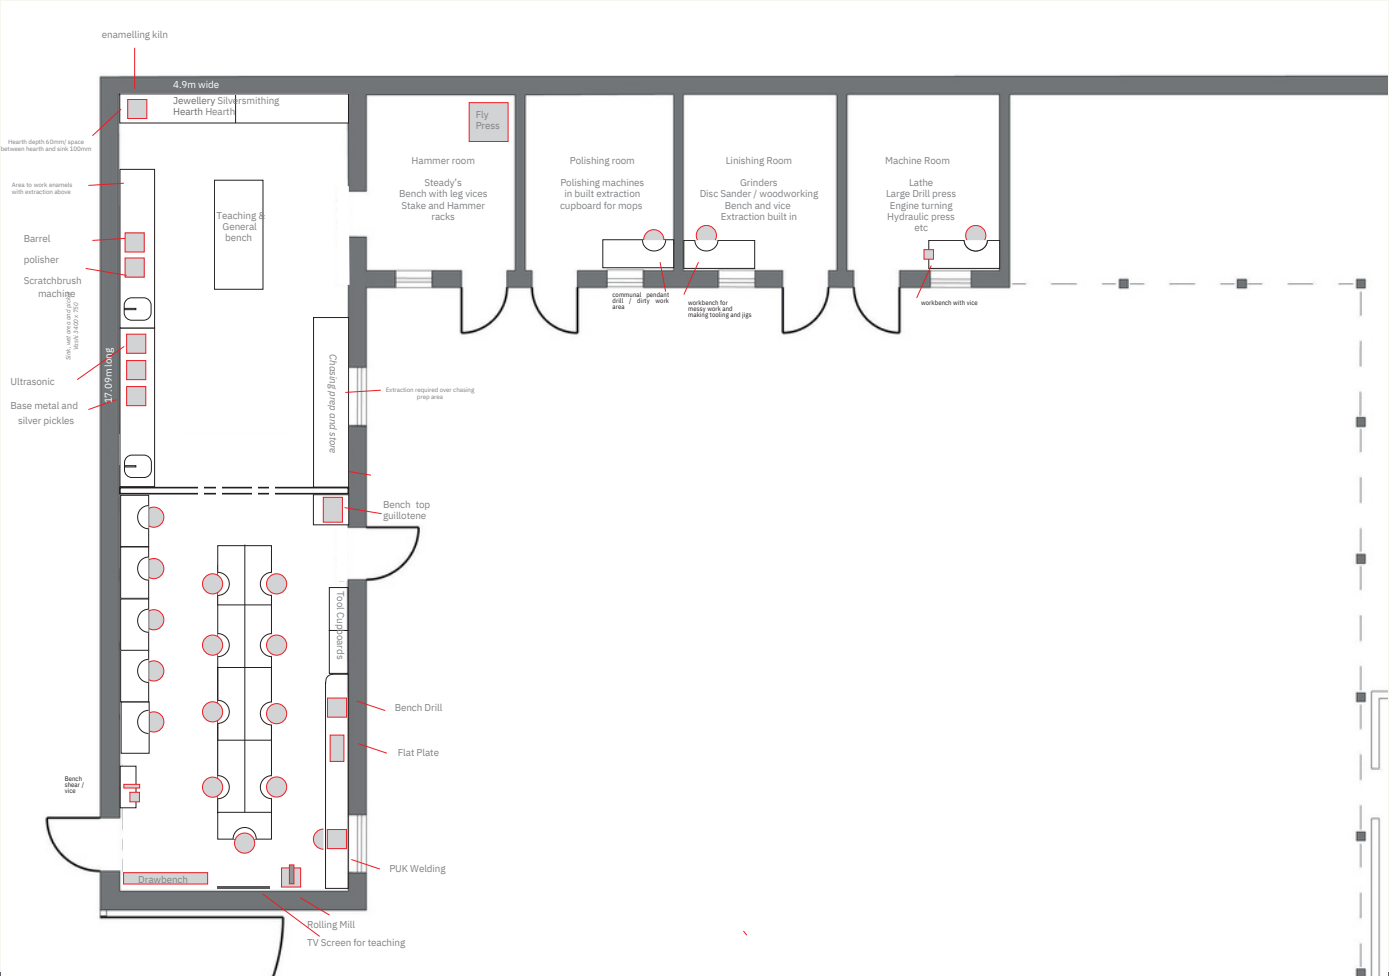 enamelling kiln
4.9m wide
Jewellery Silversmithing
Hearth Hearth
Hearth depth 60mm/ space
between hearth and sink 100mm
Area to work enamels
with extraction above
Barrel
polisher
Scratchbrush
machine
Sink, wet area and pickle
17.09m long
Ultrasonic
Base metal and
silver pickles
Teaching &
General
bench
Chasing prep and store
Extraction required over chasing
prep area
Fly
Press
Hammer room
Steady's
Bench with leg vices
Stake and Hammer
racks
Polishing room
Polishing machines
in built extraction
cupboard for mops
communal pendant
drill / dirty work
area
Linishing Room
Grinders
Disc Sander / woodworking
Bench and vice
Extraction built in
workbench for
messy work and
making tooling and jigs
Machine Room
Lathe
Large Drill press
Engine turning
Hydraulic press
etc
workbench with vice
Bench top
guillotene
Tool Cupboards
Bench Drill
Flat Plate
Bench
shear /
vice
PUK Welding
Drawbench
Rolling Mill
TV Screen for teaching